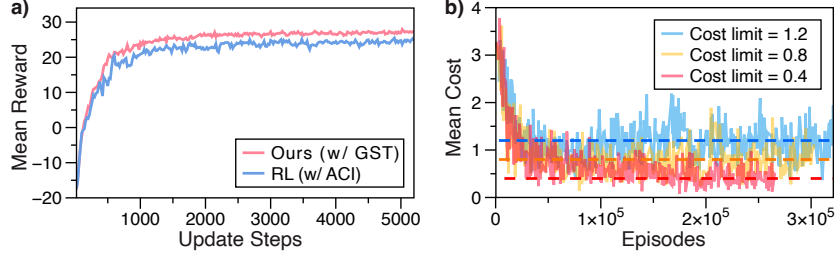 a)
Mean Reward
30
20
10
0
−10
−20
1000 2000 3000 4000 5000
Update Steps
Ours (w/ GST)
RL (w/ ACI)
b)
Mean Cost
4
3
2
1
0
0 1×10⁵ 2×10⁵ 3×10⁵
Episodes
Cost limit = 1.2
Cost limit = 0.8
Cost limit = 0.4